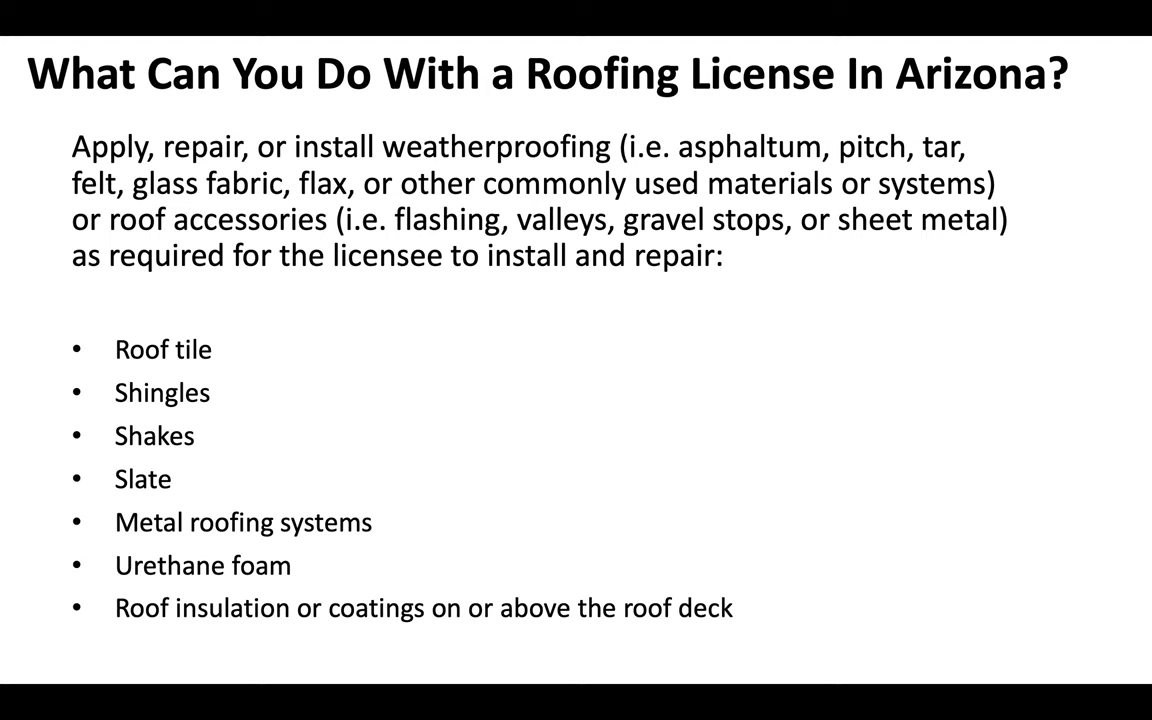 What Can You Do With a Roofing License In Arizona?
Apply, repair, or install weatherproofing (i.e. asphaltum, pitch, tar,
felt, glass fabric, flax, or other commonly used materials or systems)
or roof accessories (i.e. flashing, valleys, gravel stops, or sheet metal)
as required for the licensee to install and repair:
• Roof tile
• Shingles
• Shakes
• Slate
• Metal roofing systems
• Urethane foam
• Roof insulation or coatings on or above the roof deck